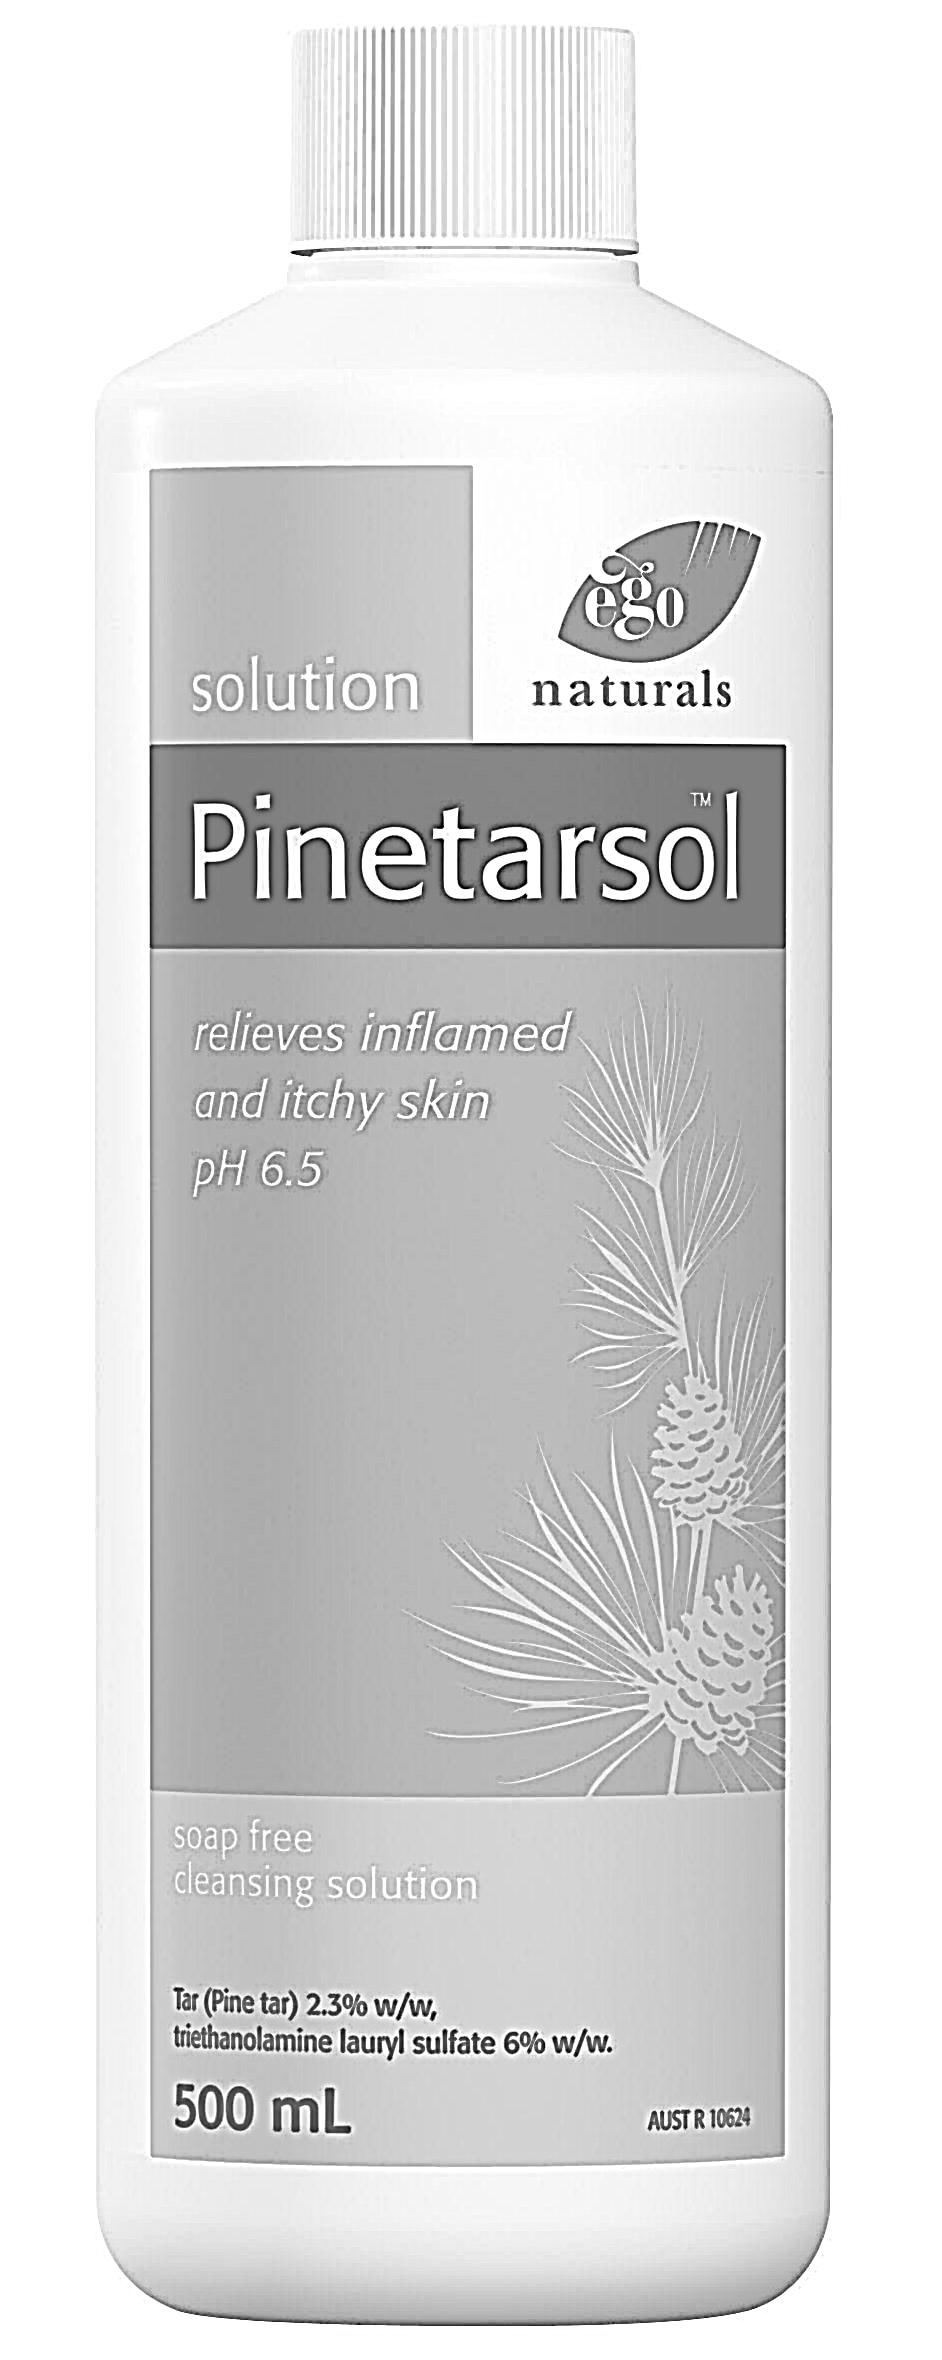 ego
naturals
solution
Pinetarsol™
relieves inflamed
and itchy skin
pH 6.5
soap free
cleansing solution
Tar (Pine tar) 2.3% w/w,
triethanolamine lauryl sulfate 6% w/w.
500 mL
AUST R 10624